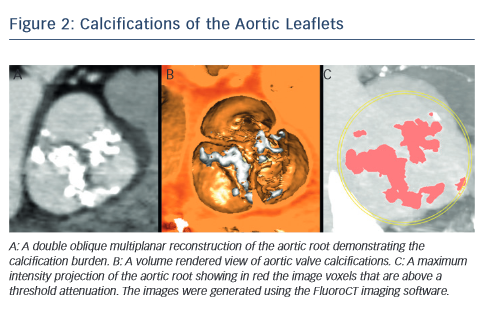 Figure 2: Calcifications of the Aortic Leaflets
A
B
C
A: A double oblique multiplanar reconstruction of the aortic root demonstrating the
calcification burden. B: A volume rendered view of aortic valve calcifications. C: A maximum
intensity projection of the aortic root showing in red the image voxels that are above a
threshold attenuation. The images were generated using the FluoroCT imaging software.